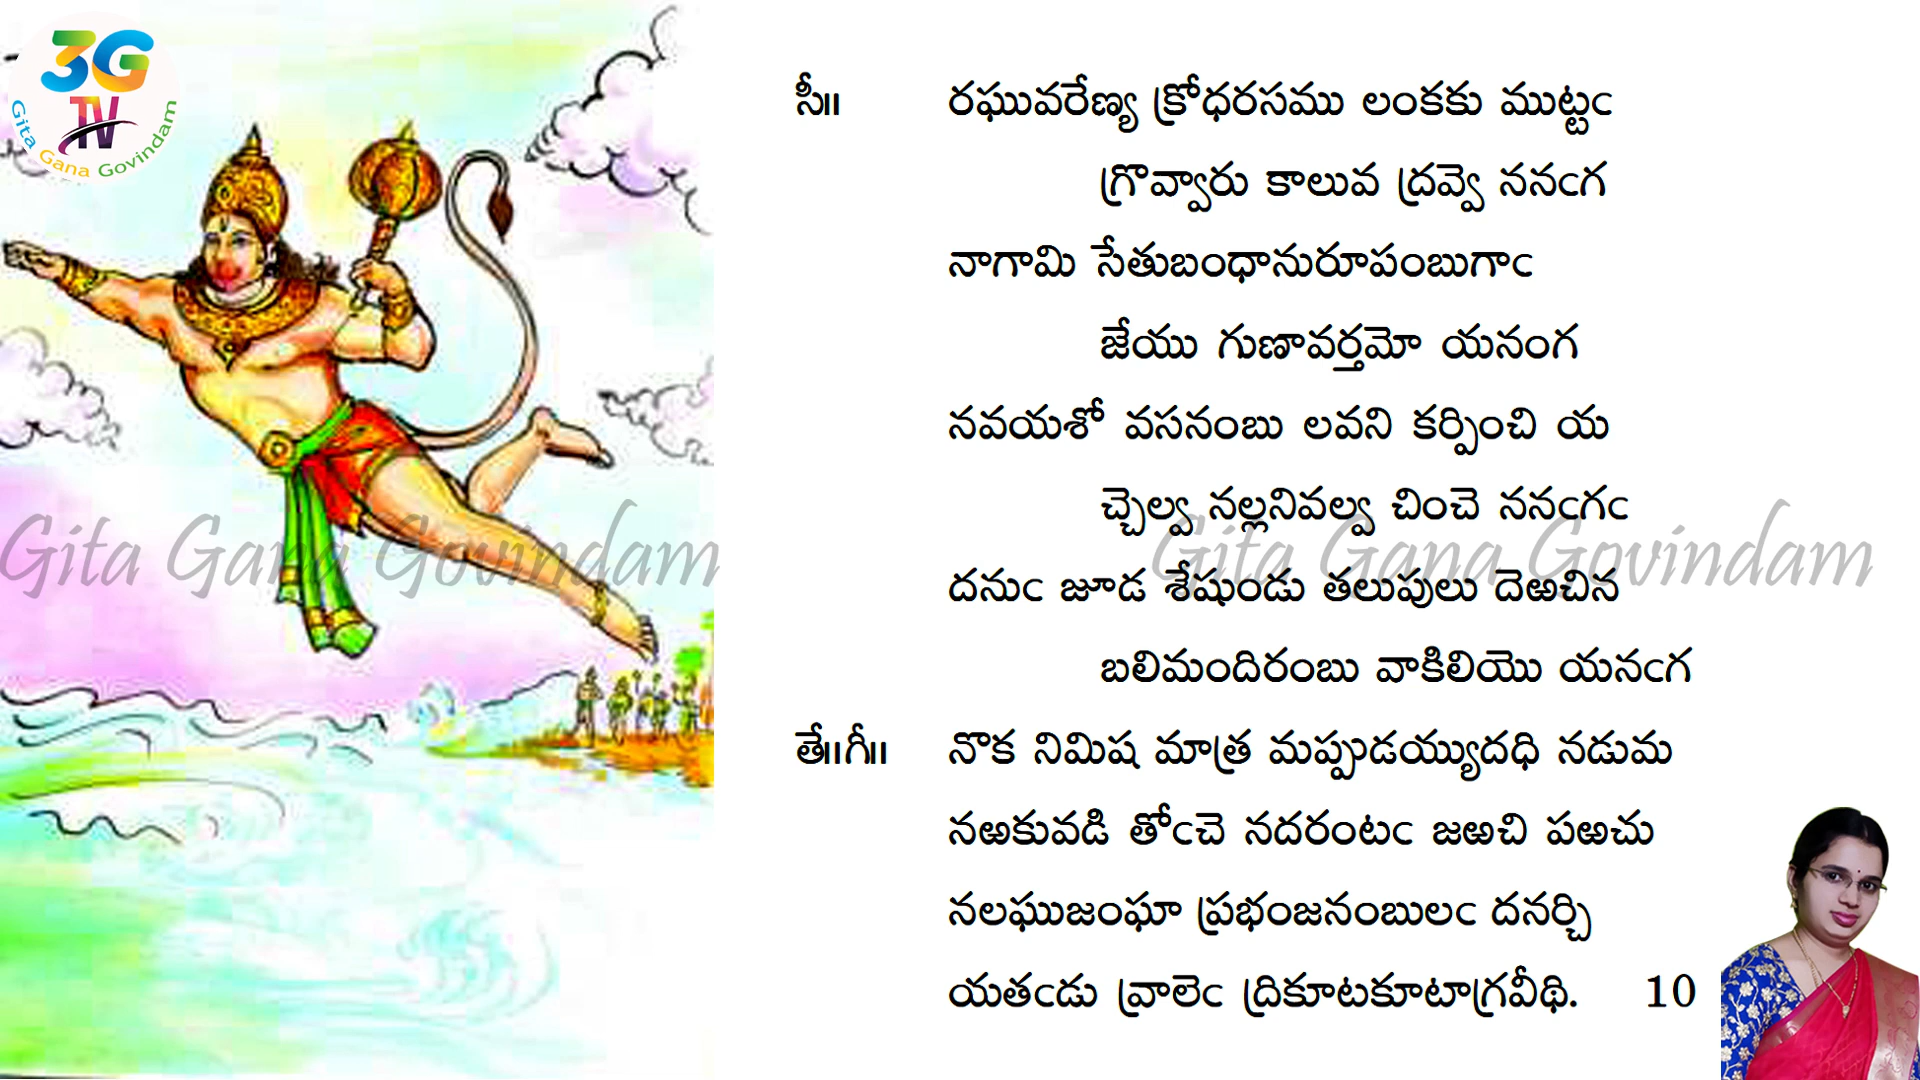 3G
TV
Gita Gana Govindam
సీ॥ రఘువరేణ్య క్రోధరసము లంకకు ముట్టఁ
గ్రొవ్వారు కాలువ ద్రవ్వె ననఁగ
నాగామి సేతుబంధానురూపంబుగాఁ
జేయు గుణావర్తమో యనంగ
నవయశో వసనంబు లవని కర్పించి య
చ్చెల్వ నల్లనివల్వ చించె ననఁగఁ
దనుఁ జూడ శేషుండు తలుపులు దెఱచిన
బలిమందిరంబు వాకిలియొ యనఁగ
తే॥గీ॥ నొక నిమిష మాత్ర మప్పుడయ్యుదధి నడుమ
నఱకువడి తోఁచె నదరంటఁ జఱచి పఱచు
నలఘుజంఘా ప్రభంజనంబులఁ దనర్చి
యతఁడు వ్రాలెఁ ద్రికూటకూటాగ్రవీథి. 10
Gita Gana Govindam
Gita Gana Govindam